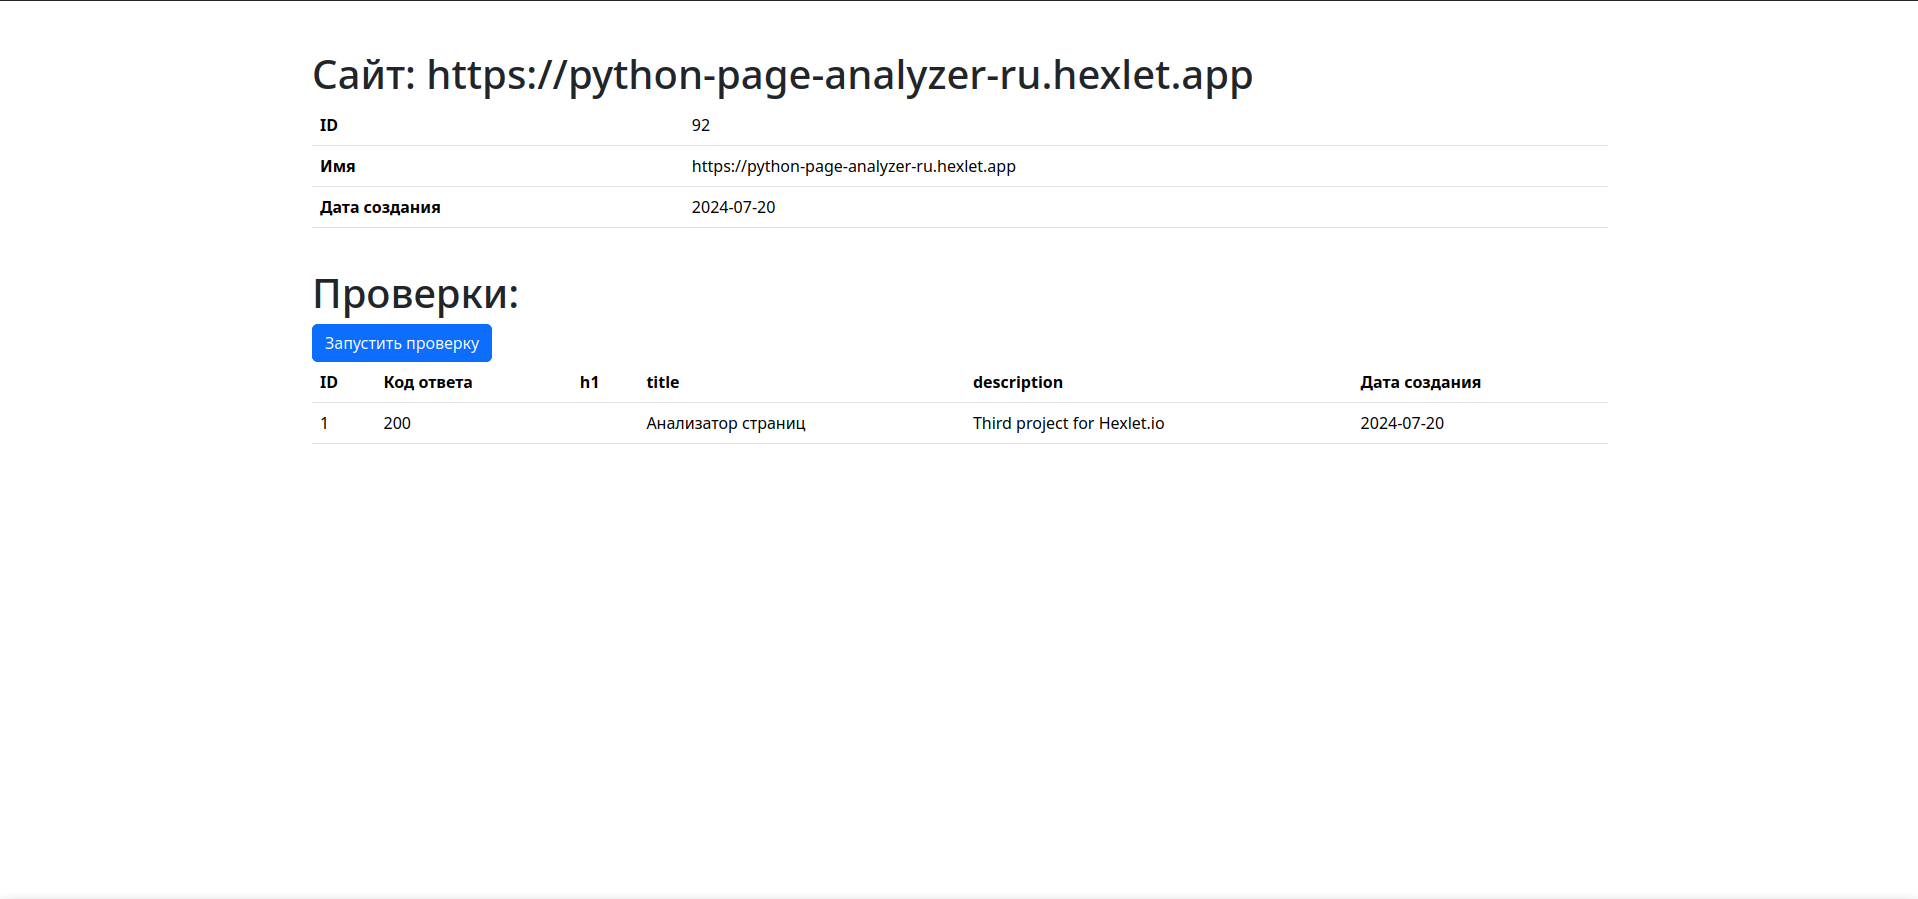 Сайт: https://python-page-analyzer-ru.hexlet.app
ID 92
Имя https://python-page-analyzer-ru.hexlet.app
Дата создания 2024-07-20
Проверки:
Запустить проверку
ID Код ответа h1 title description Дата создания
1 200 Анализатор страниц Third project for Hexlet.io 2024-07-20